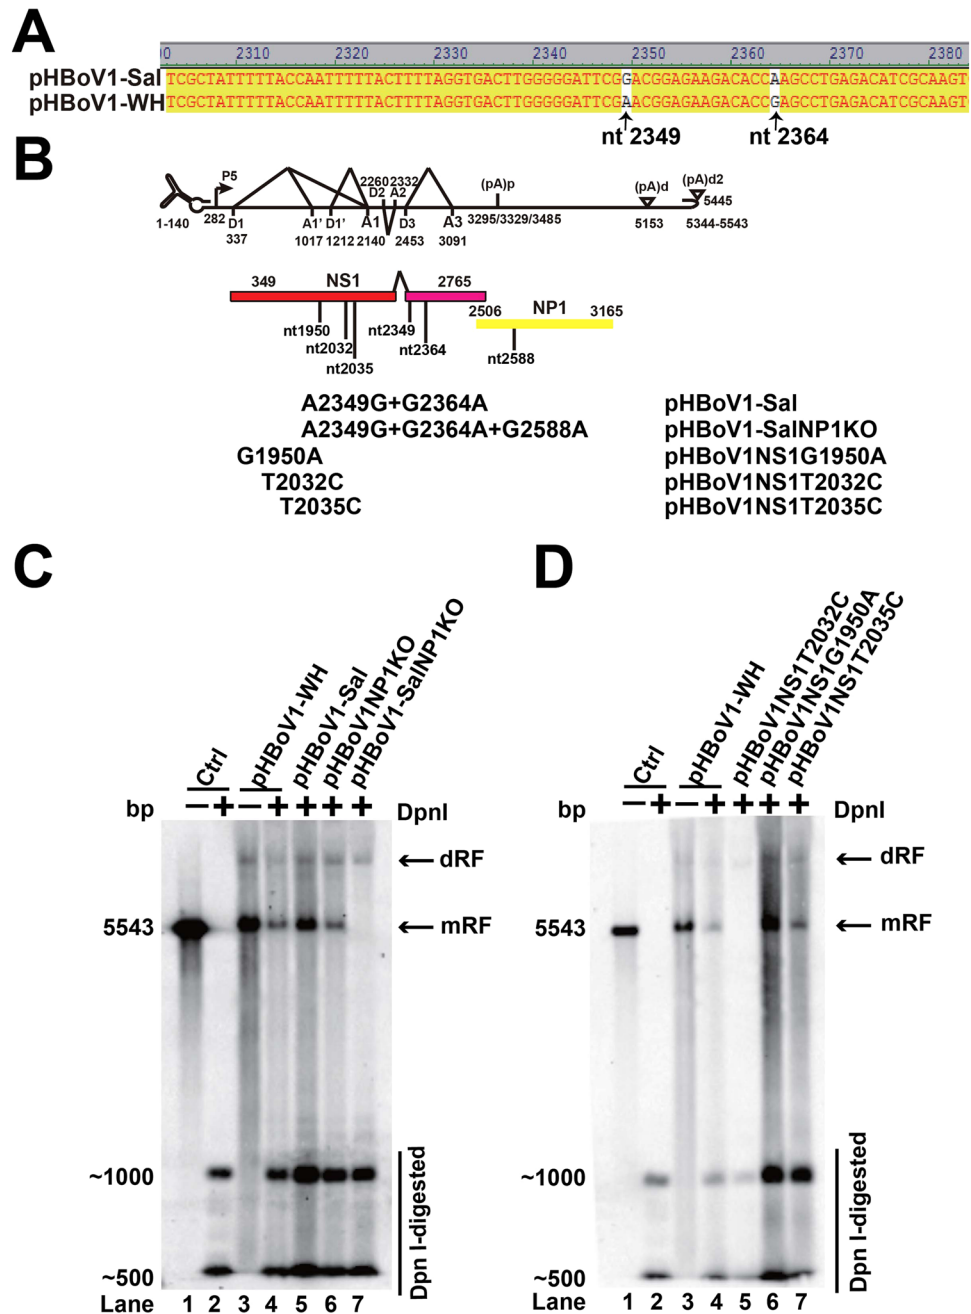 A
00 2310 2320 2330 2340 2350 2360 2370 2380
pHBoV1-Sal TCGCTATTTTTACCAATTTTTACTTTTAGGTGACTTGGGGGATTCGGACGGAGAAGACACCAAGCCTGAGACATCGCAAGT
pHBoV1-WH TCGCTATTTTTACCAATTTTTACTTTTAGGTGACTTGGGGGATTCGAACGGAGAAGACACCGAGCCTGAGACATCGCAAGT
nt 2349 nt 2364
B
P5 2260 2332 (pA)p (pA)d (pA)d2
D2 A2 5445
1-140 282 D1 A1' D1' A1 D3 A3 3295/3329/3485 5153 5344-5543
337 1017 1212 2140 2453 3091
349 NS1 2765
2506 NP1 3165
nt1950 nt2349
nt2032 nt2364 nt2588
nt2035
A2349G+G2364A pHBoV1-Sal
A2349G+G2364A+G2588A pHBoV1-SalNP1KO
G1950A pHBoV1NS1G1950A
T2032C pHBoV1NS1T2032C
T2035C pHBoV1NS1T2035C
C
Ctrl pHBoV1-WH pHBoV1-Sal pHBoV1NP1KO pHBoV1-SalNP1KO
bp − + − + + + + DpnI
dRF
5543 mRF
~1000
~500
Dpn I-digested
Lane 1 2 3 4 5 6 7
D
Ctrl pHBoV1-WH pHBoV1NS1T2032C pHBoV1NS1G1950A pHBoV1NS1T2035C
bp − + − + + + + DpnI
dRF
5543 mRF
~1000
~500
Dpn I-digested
Lane 1 2 3 4 5 6 7